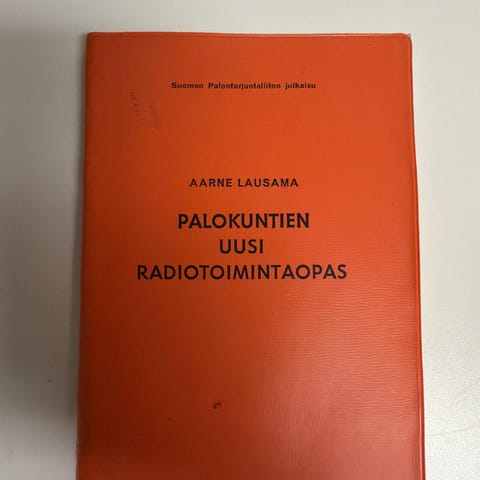 Suomen Palontorjuntaliiton julkaisu
AARNE LAUSAMA
PALOKUNTIEN
UUSI
RADIOTOIMINTAOPAS